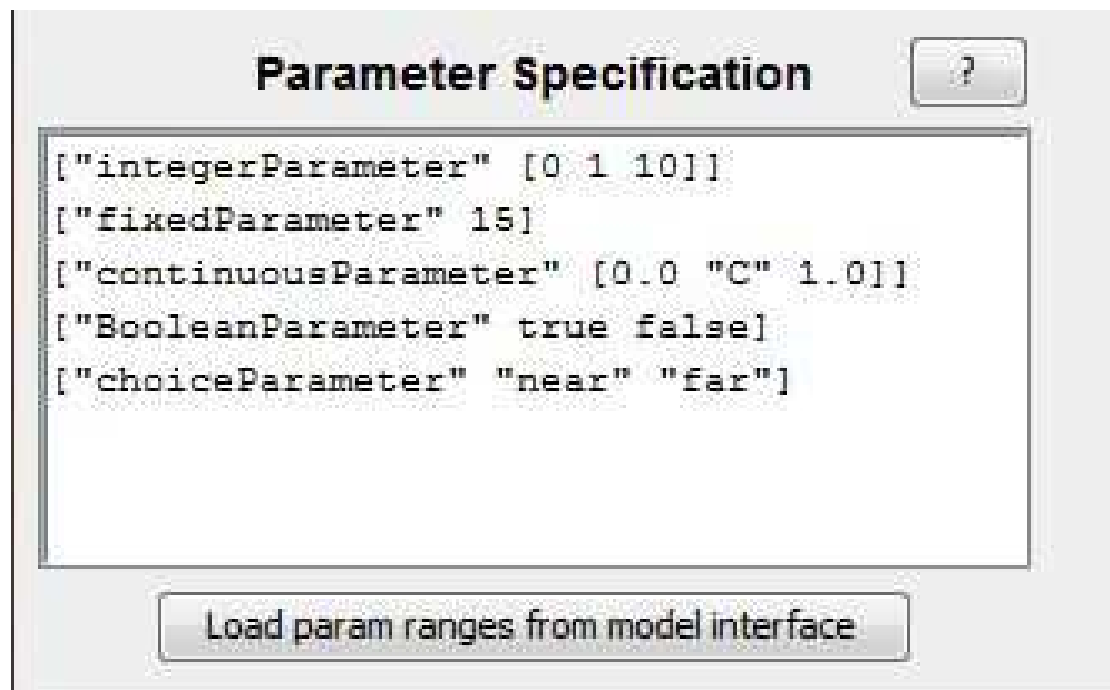 Parameter Specification
?
["integerParameter" [0 1 10]]
["fixedParameter" 15]
["continuousParameter" [0.0 "C" 1.0]]
["BooleanParameter" true false]
["choiceParameter" "near" "far"]
Load param ranges from model interface